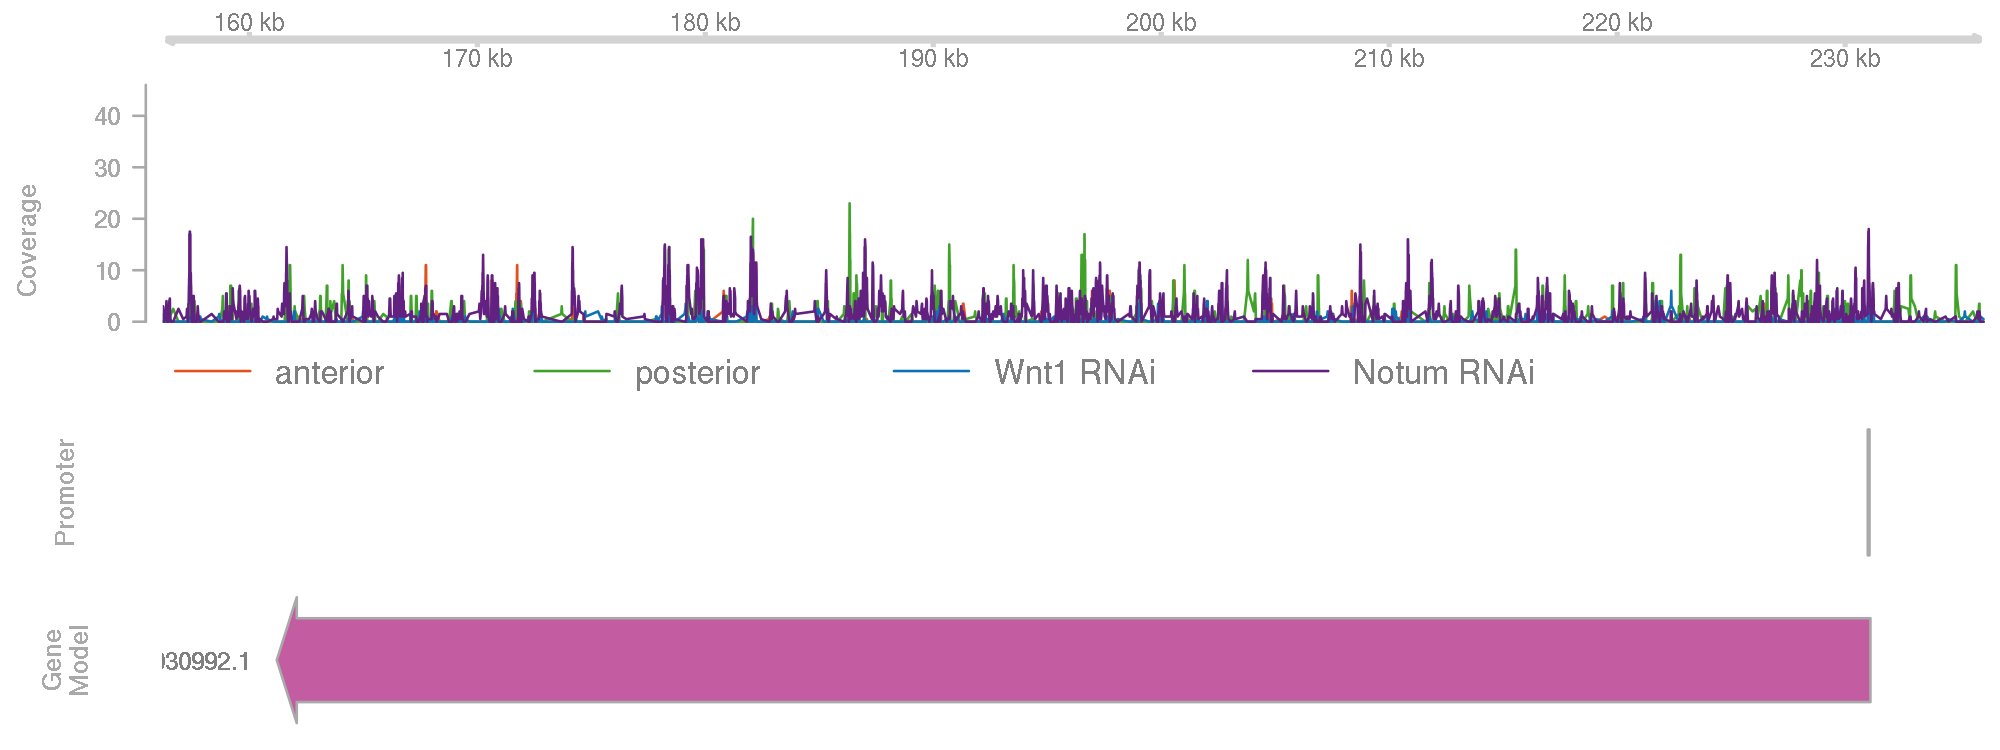 160 kb 180 kb 200 kb 220 kb
170 kb 190 kb 210 kb 230 kb
Coverage
40
30
20
10
0
anterior posterior Wnt1 RNAi Notum RNAi
Promoter
Gene
Model
30992.1